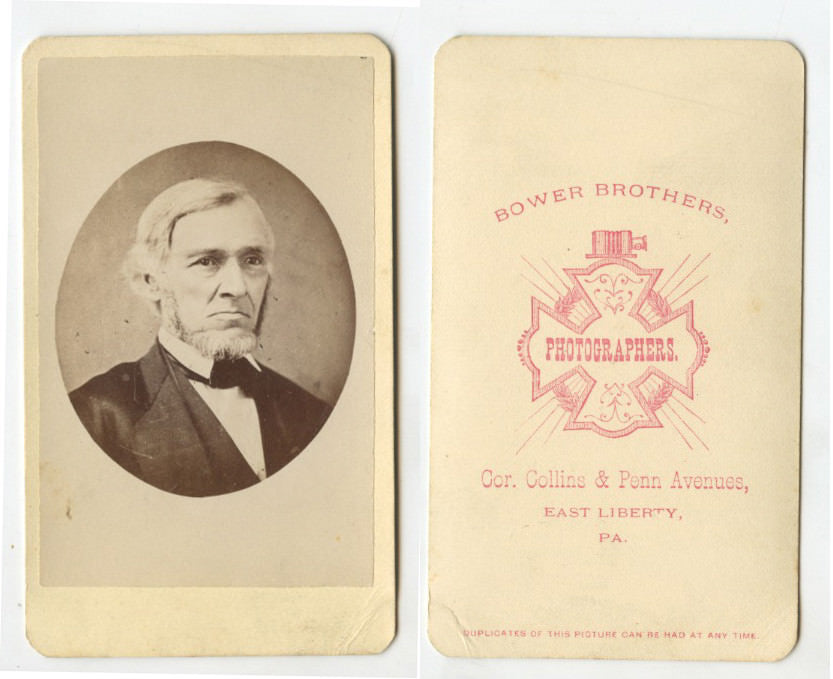 BOWER BROTHERS,
PHOTOGRAPHERS.
Cor. Collins & Penn Avenues,
EAST LIBERTY,
PA.
DUPLICATES OF THIS PICTURE CAN BE HAD AT ANY TIME.